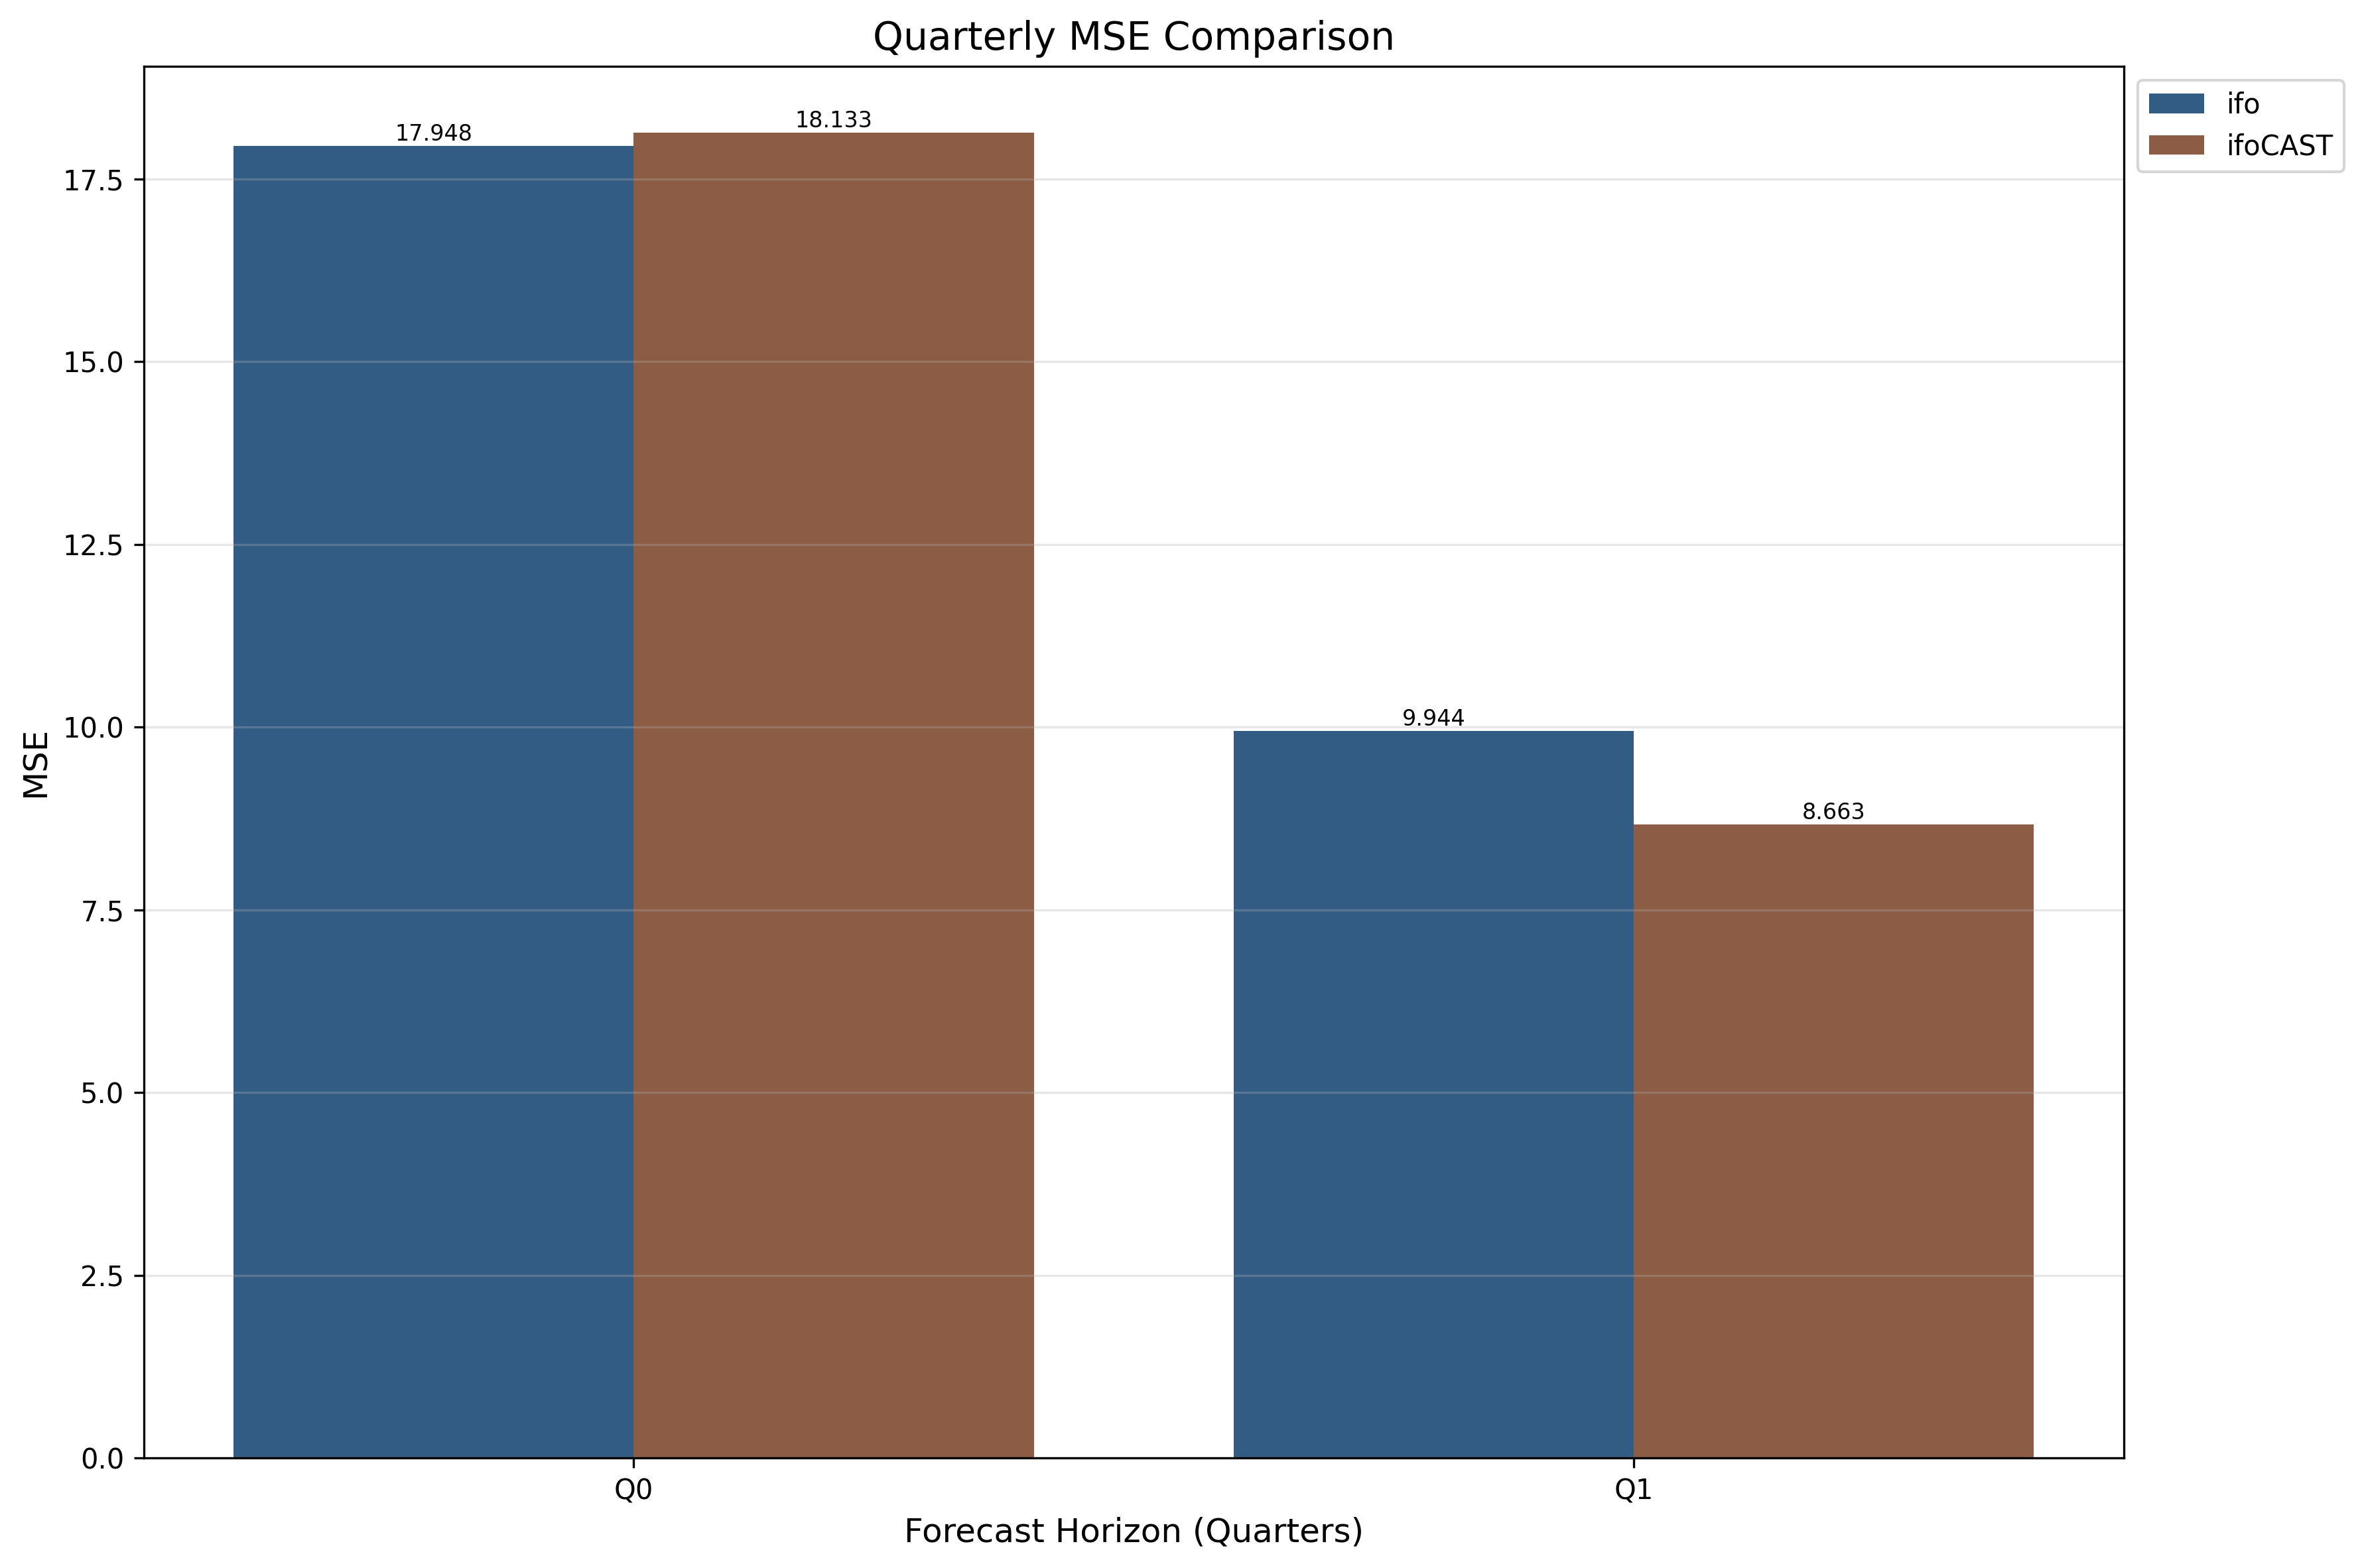 Quarterly MSE Comparison
ifo
ifoCAST
17.948
18.133
9.944
8.663
17.5
15.0
12.5
10.0
7.5
5.0
2.5
0.0
MSE
Q0
Q1
Forecast Horizon (Quarters)